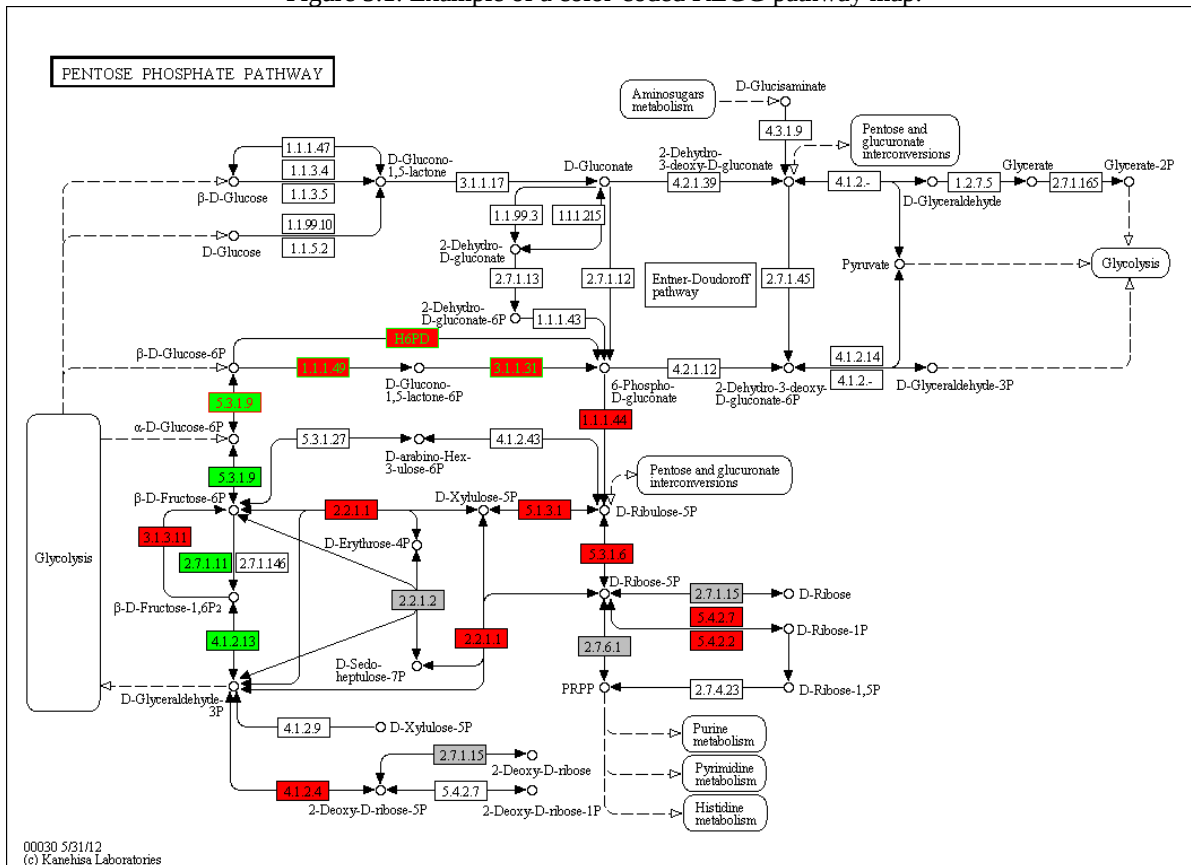 PENTOSE PHOSPHATE PATHWAY
D-Glucisaminate
Aminosugars
metabolism
4.3.1.9
Pentose and
glucuronate
interconversions
1.1.1.47
1.1.3.4
1.1.3.5
β-D-Glucose
D-Glucono-
1,5-lactone
3.1.1.17
D-Gluconate
2-Dehydro-
3-deoxy-D-gluconate
4.2.1.39
4.1.2.-
D-Glyceraldehyde
1.2.7.5
Glycerate
2.7.1.165
Glycerate-2P
1.1.99.10
1.1.5.2
D-Glucose
1.1.99.3
1.1.1.215
2-Dehydro-
D-gluconate
2.7.1.13
2.7.1.12
Entner-Doudoroff
pathway
2.7.1.45
Pyruvate
Glycolysis
2-Dehydro-
D-gluconate-6P
1.1.1.43
H6PD
β-D-Glucose-6P
1.1.1.49
D-Glucono-
1,5-lactone-6P
3.1.1.31
6-Phospho-
D-gluconate
4.2.1.12
2-Dehydro-3-deoxy-
D-gluconate-6P
4.1.2.14
4.1.2.-
D-Glyceraldehyde-3P
5.3.1.9
1.1.1.44
α-D-Glucose-6P
5.3.1.27
D-arabino-Hex-
3-ulose-6P
4.1.2.43
5.3.1.9
Pentose and glucuronate
interconversions
β-D-Fructose-6P
2.2.1.1
D-Xylulose-5P
5.1.3.1
D-Ribulose-5P
3.1.3.11
D-Erythrose-4P
5.3.1.6
Glycolysis
2.7.1.11
2.7.1.146
D-Ribose-5P
2.7.1.15
D-Ribose
β-D-Fructose-1,6P2
2.2.1.2
5.4.2.7
D-Ribose-1P
5.4.2.2
4.1.2.13
2.2.1.1
2.7.6.1
D-Sedo-
heptulose-7P
D-Glyceraldehyde-
3P
PRPP
2.7.4.23
D-Ribose-1,5P
4.1.2.9
D-Xylulose-5P
Purine
metabolism
2.7.1.15
2-Deoxy-D-ribose
Pyrimidine
metabolism
4.1.2.4
2-Deoxy-D-ribose-5P
5.4.2.7
2-Deoxy-D-ribose-1P
Histidine
metabolism
00030 5/31/12
(c) Kanehisa Laboratories